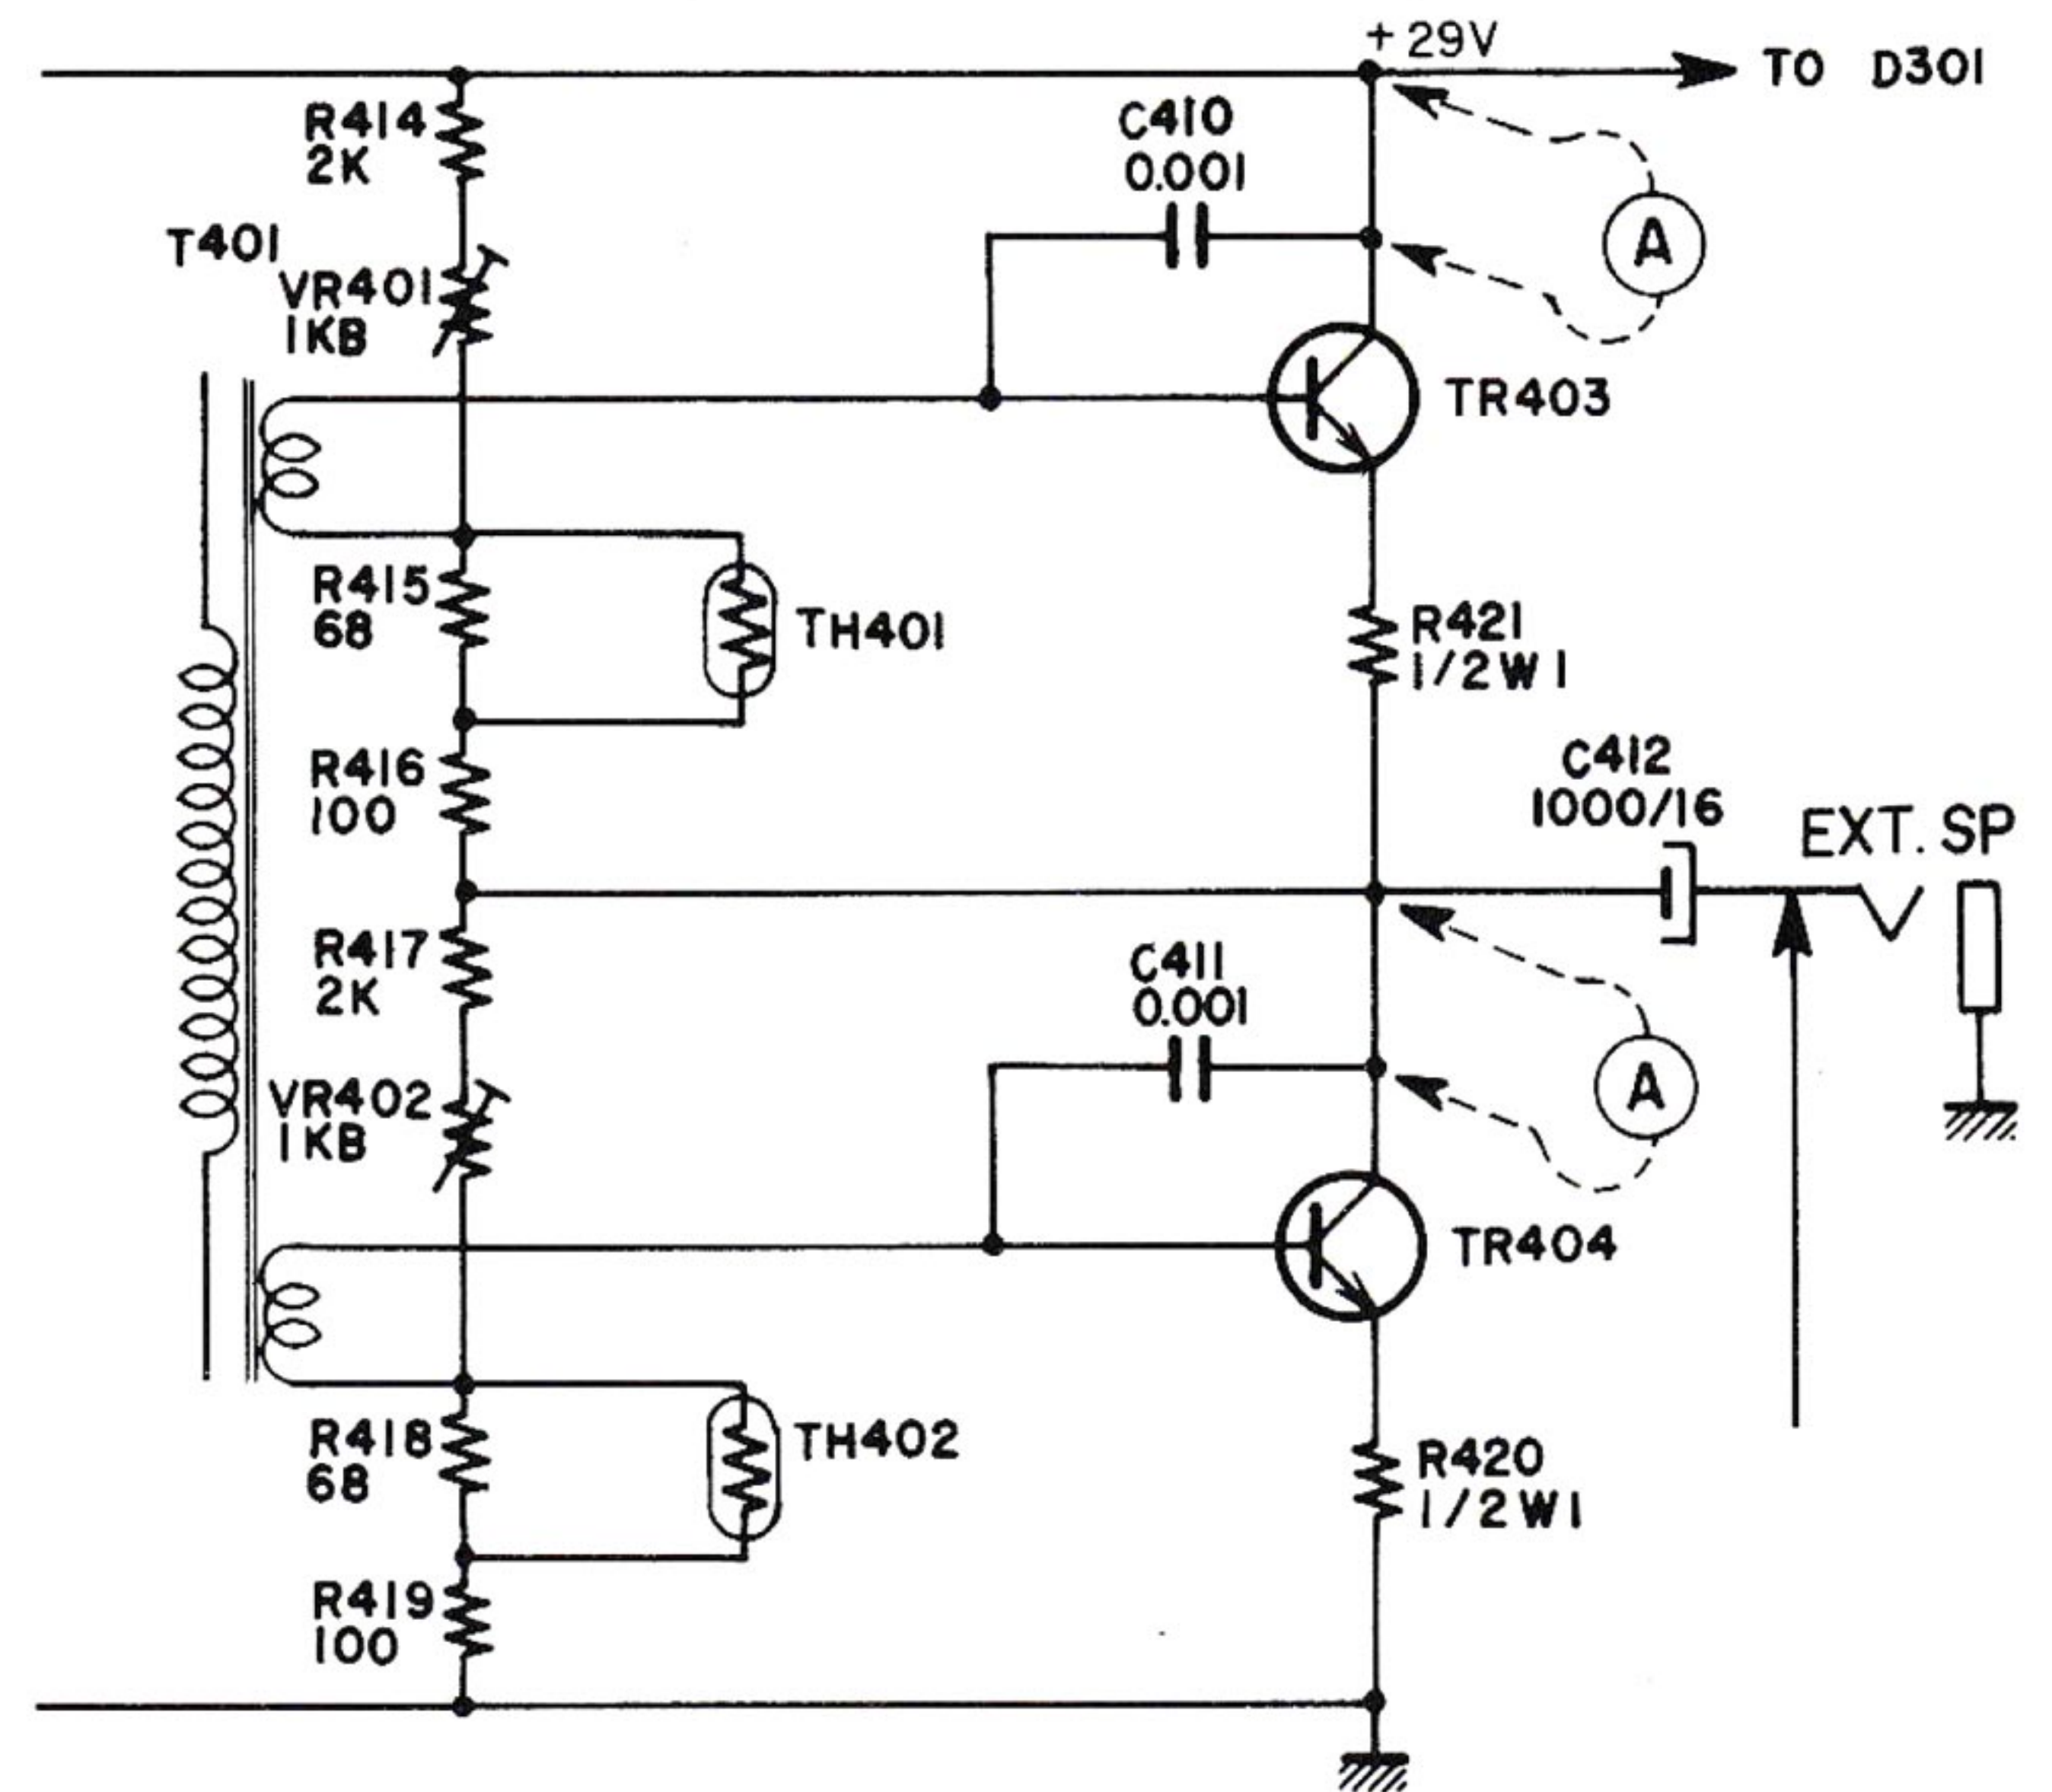 +29V
TO D301
R414
2K
C410
0.001
T401
VR401
1KB
A
TR403
R415
68
TH401
R421
1/2W1
R416
100
C412
1000/16
EXT. SP
R417
2K
C411
0.001
VR402
1KB
A
TR404
R418
68
TH402
R420
1/2W1
R419
100